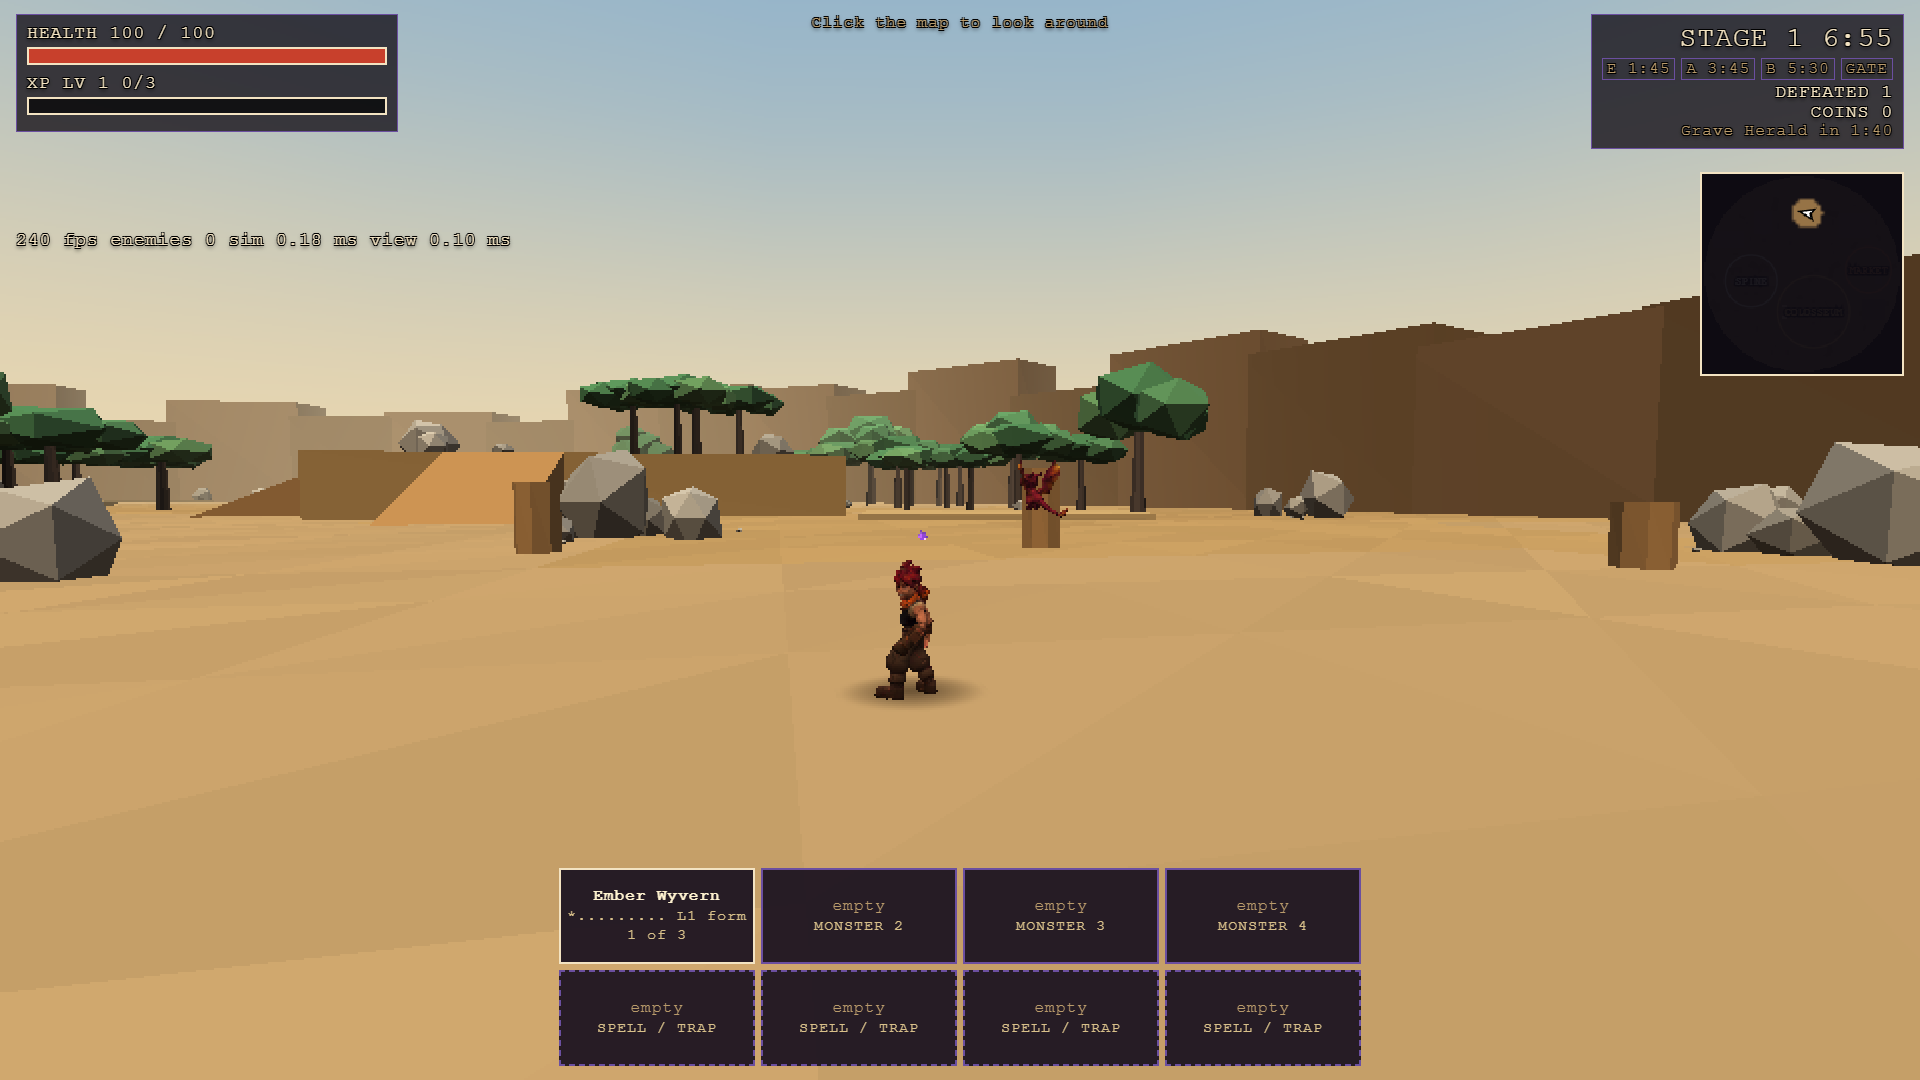 HEALTH 100 / 100
XP LV 1 0/3
Click the map to look around
STAGE 1 6:55
E 1:45 A 3:45 B 5:30 GATE
DEFEATED 1
COINS 0
Grave Herald in 1:40
240 fps enemies 0 sim 0.18 ms view 0.10 ms
Ember Wyvern
*......... L1 form
1 of 3
empty
MONSTER 2
empty
MONSTER 3
empty
MONSTER 4
empty
SPELL / TRAP
empty
SPELL / TRAP
empty
SPELL / TRAP
empty
SPELL / TRAP